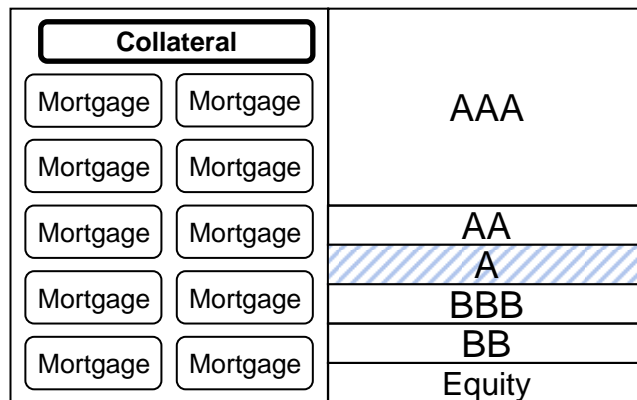 Collateral
Mortgage Mortgage
Mortgage Mortgage
Mortgage Mortgage
Mortgage Mortgage
Mortgage Mortgage
AAA
AA
A
BBB
BB
Equity